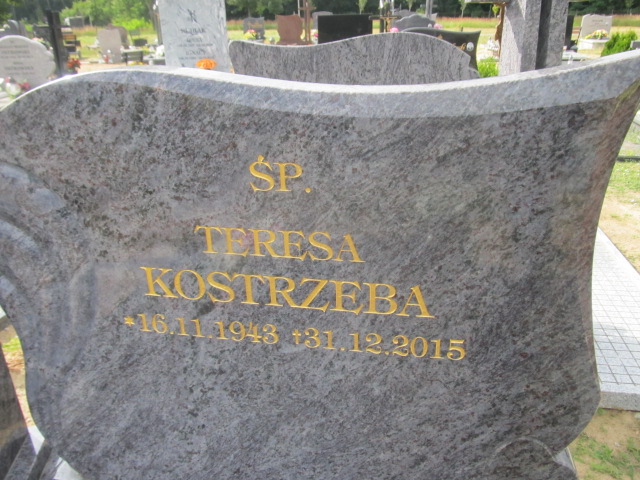 ŚP.
TERESA
KOSTRZEBA
*16.11.1943 †31.12.2015